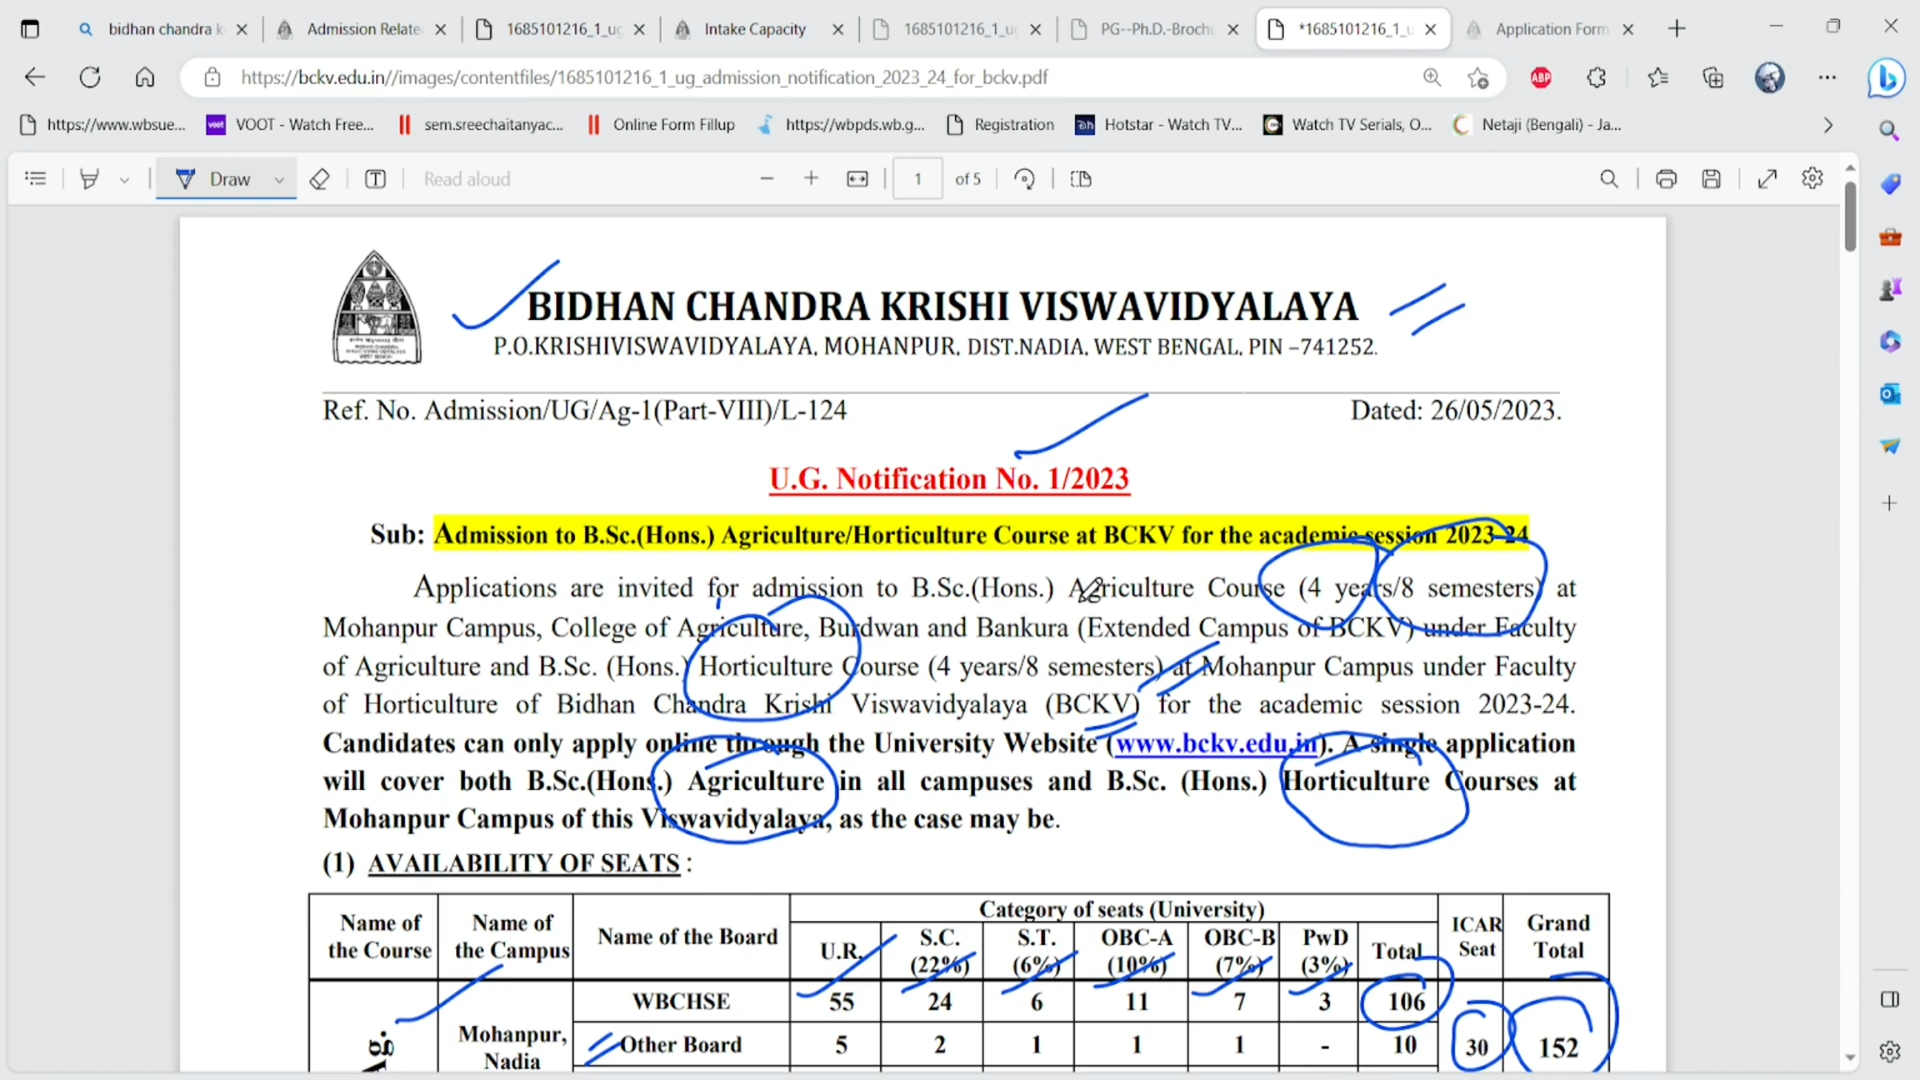 bidhan chandra k
Admission Relate
1685101216_1_ug
Intake Capacity
1685101216_1_ug
PG--Ph.D.-Brochu
*1685101216_1_u
Application Form
https://bckv.edu.in//images/contentfiles/1685101216_1_ug_admission_notification_2023_24_for_bckv.pdf
ABP
https://www.wbsue...
voot
VOOT - Watch Free...
sem.sreechaitanyac...
Online Form Fillup
https://wbpds.wb.g...
Registration
Hotstar - Watch TV...
Watch TV Serials, O...
Netaji (Bengali) - Ja...
Draw
Read aloud
1 of 5
BIDHAN CHANDRA KRISHI VISWAVIDYALAYA
P.O.KRISHIVISWAVIDYALAYA, MOHANPUR, DIST.NADIA, WEST BENGAL, PIN –741252.
Ref. No. Admission/UG/Ag-1(Part-VIII)/L-124 Dated: 26/05/2023.
U.G. Notification No. 1/2023
Sub: Admission to B.Sc.(Hons.) Agriculture/Horticulture Course at BCKV for the academic session 2023-24
Applications are invited for admission to B.Sc.(Hons.) Agriculture Course (4 years/8 semesters) at
Mohanpur Campus, College of Agriculture, Burdwan and Bankura (Extended Campus of BCKV) under Faculty
of Agriculture and B.Sc. (Hons.) Horticulture Course (4 years/8 semesters) at Mohanpur Campus under Faculty
of Horticulture of Bidhan Chandra Krishi Viswavidyalaya (BCKV) for the academic session 2023-24.
Candidates can only apply online through the University Website (www.bckv.edu.in). A single application
will cover both B.Sc.(Hons.) Agriculture in all campuses and B.Sc. (Hons.) Horticulture Courses at
Mohanpur Campus of this Viswavidyalaya, as the case may be.
(1) AVAILABILITY OF SEATS :
Name of the Course
Name of the Campus
Name of the Board
Category of seats (University)
U.R.
S.C. (22%)
S.T. (6%)
OBC-A (10%)
OBC-B (7%)
PwD (3%)
Total
ICAR Seat
Grand Total
Ag.
Mohanpur, Nadia
WBCHSE 55 24 6 11 7 3 106
Other Board 5 2 1 1 1 - 10
30 152